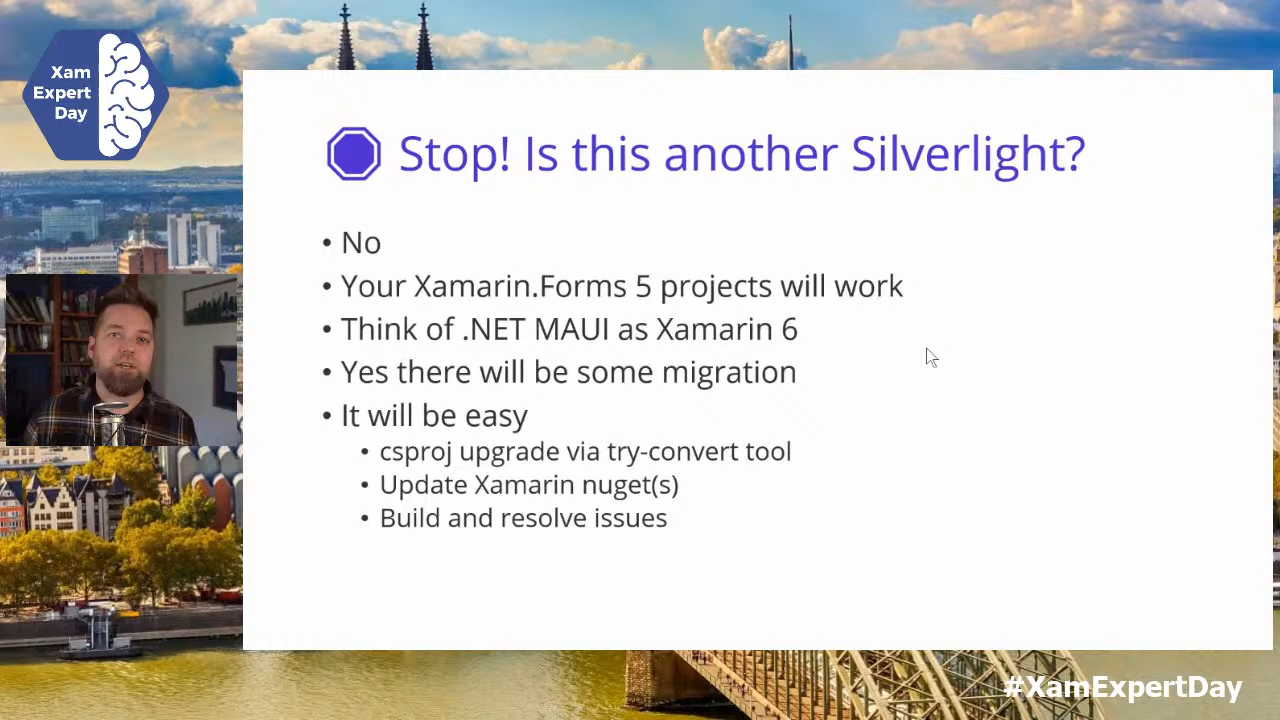 Xam
Expert
Day
Stop! Is this another Silverlight?
• No
• Your Xamarin.Forms 5 projects will work
• Think of .NET MAUI as Xamarin 6
• Yes there will be some migration
• It will be easy
• csproj upgrade via try-convert tool
• Update Xamarin nuget(s)
• Build and resolve issues
#XamExpertDay